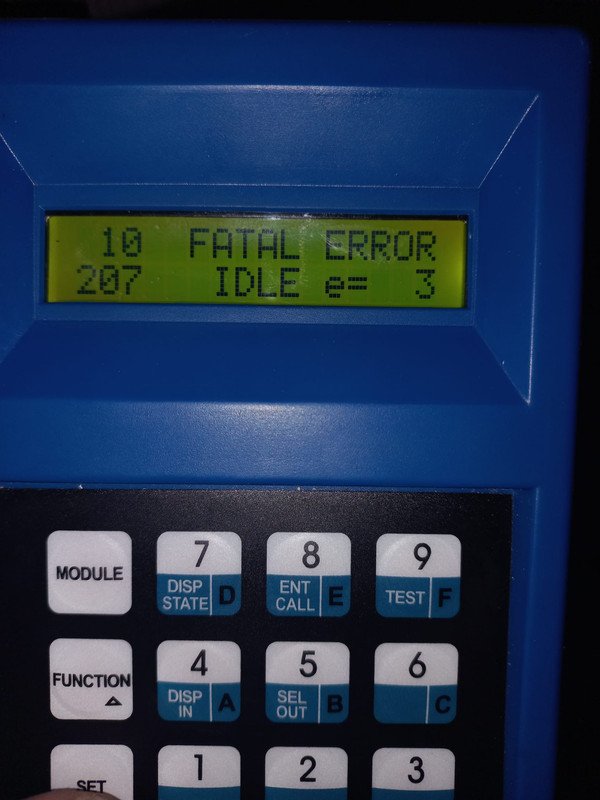 10 FATAL ERROR
207 IDLE e= 3
MODULE
7
DISP STATE D
8
ENT CALL E
9
TEST F
FUNCTION
4
DISP IN A
5
SEL OUT B
6
C
SET
1
2
3